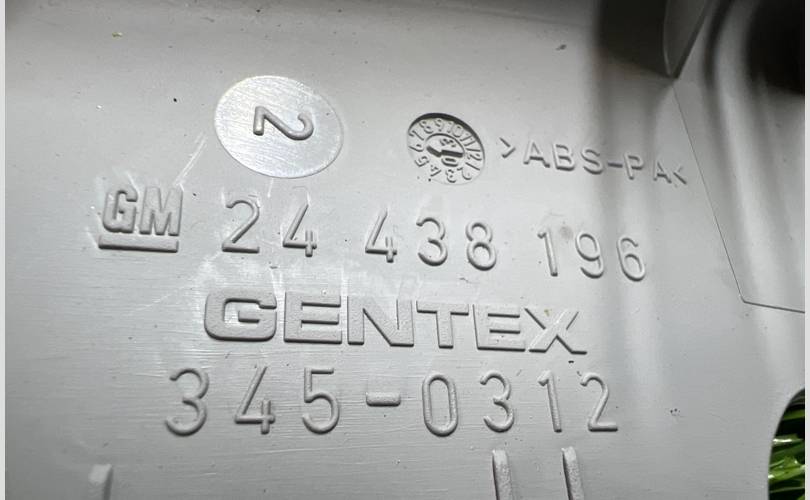 2
>ABS-PA<
GM 24 438 196
GENTEX
345-0312